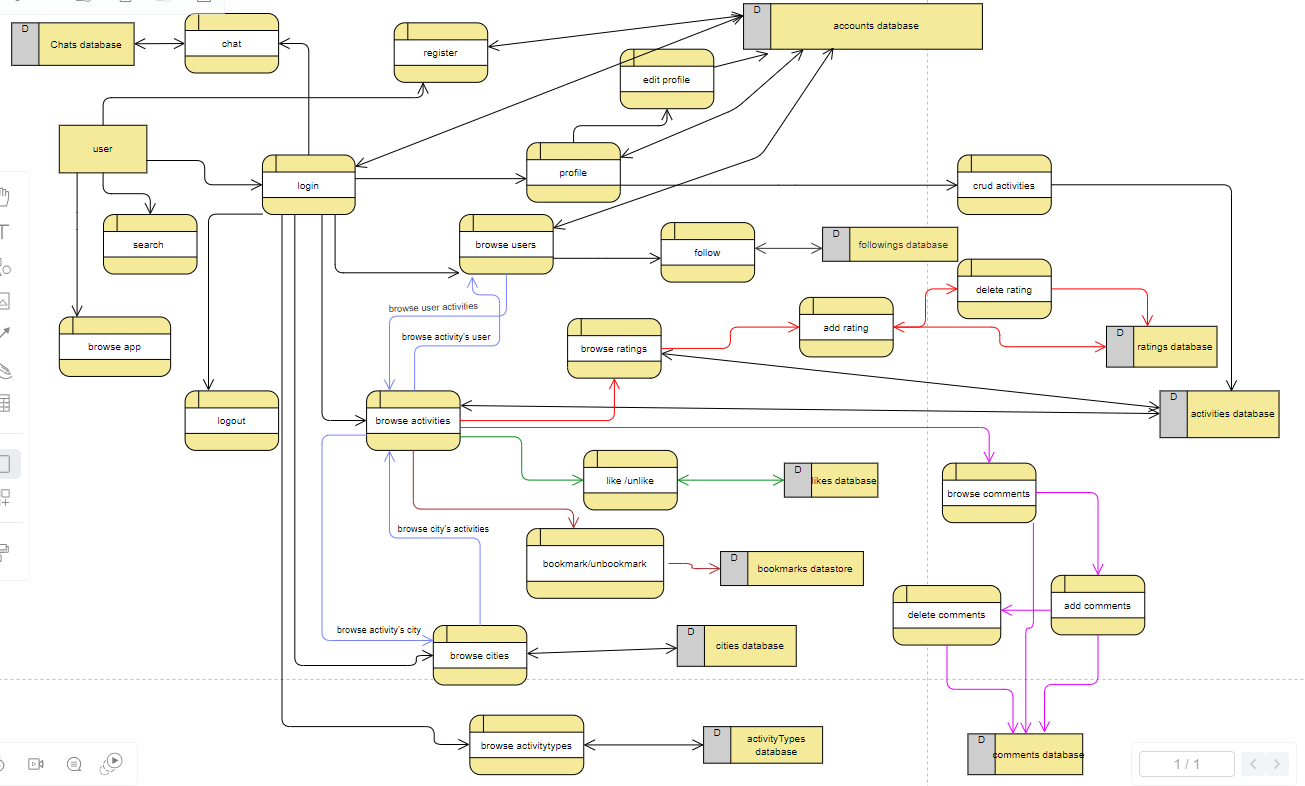 D
Chats database
chat
register
D
accounts database
edit profile
user
login
profile
crud activities
search
browse users
follow
D
followings database
browse user activities
browse activity's user
delete rating
browse app
browse ratings
add rating
D
ratings database
logout
browse activities
D
activities database
like /unlike
D
likes database
browse comments
browse city's activities
bookmark/unbookmark
D
bookmarks datastore
delete comments
add comments
browse activity's city
browse cities
D
cities database
browse activitytypes
D
activityTypes
database
D
comments database
1 / 1